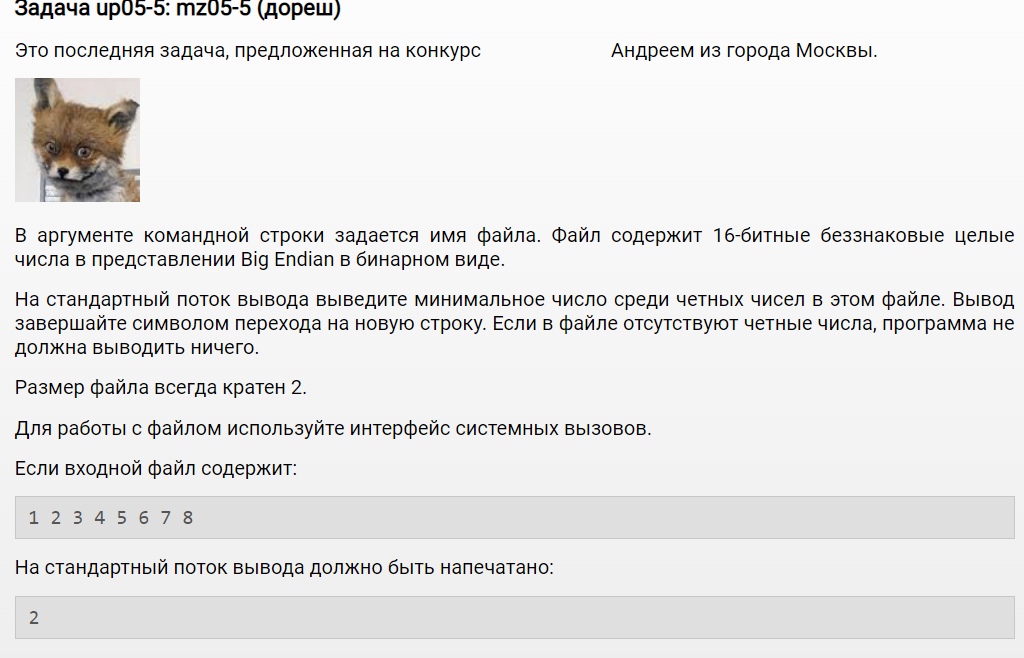 Задача up05-5: mz05-5 (дореш)
Это последняя задача, предложенная на конкурс Андреем из города Москвы.
В аргументе командной строки задается имя файла. Файл содержит 16-битные беззнаковые целые
числа в представлении Big Endian в бинарном виде.
На стандартный поток вывода выведите минимальное число среди четных чисел в этом файле. Вывод
завершайте символом перехода на новую строку. Если в файле отсутствуют четные числа, программа не
должна выводить ничего.
Размер файла всегда кратен 2.
Для работы с файлом используйте интерфейс системных вызовов.
Если входной файл содержит:
1 2 3 4 5 6 7 8
На стандартный поток вывода должно быть напечатано:
2